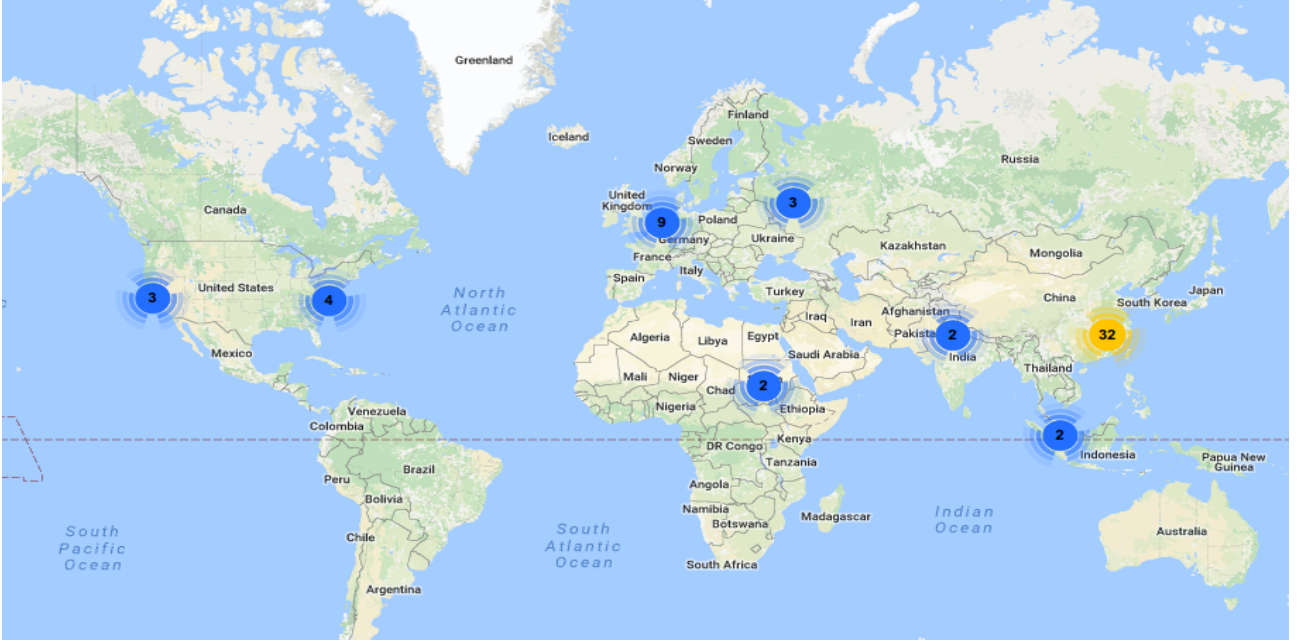 Greenland
Iceland
Finland
Sweden
Norway
Russia
United
Kingdom
Canada
3
9
Poland
Germany
Ukraine
France
Kazakhstan
Mongolia
Italy
Spain
United States
3
4
North
Atlantic
Ocean
Turkey
China
South Korea
Japan
Iraq
Iran
Afghanistan
Algeria
Libya
Egypt
2
32
India
Mexico
Saudi Arabia
Thailand
Mali
Niger
Chad
2
Venezuela
Nigeria
Ethiopia
Colombia
2
Kenya
DR Congo
Indonesia
Brazil
Tanzania
Papua New
Guinea
Peru
Angola
Bolivia
Namibia
Botswana
Madagascar
Indian
Ocean
South
Pacific
Ocean
South
Atlantic
Ocean
Chile
Australia
South Africa
Argentina